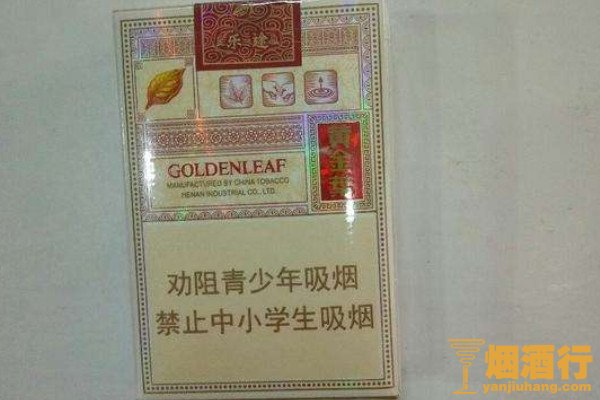 乐途
黄金叶
GOLDENLEAF
MANUFACTURED BY CHINA TOBACCO
HENAN INDUSTRIAL CO., LTD.
劝阻青少年吸烟
禁止中小学生吸烟
烟酒行
yanjiuhang.com